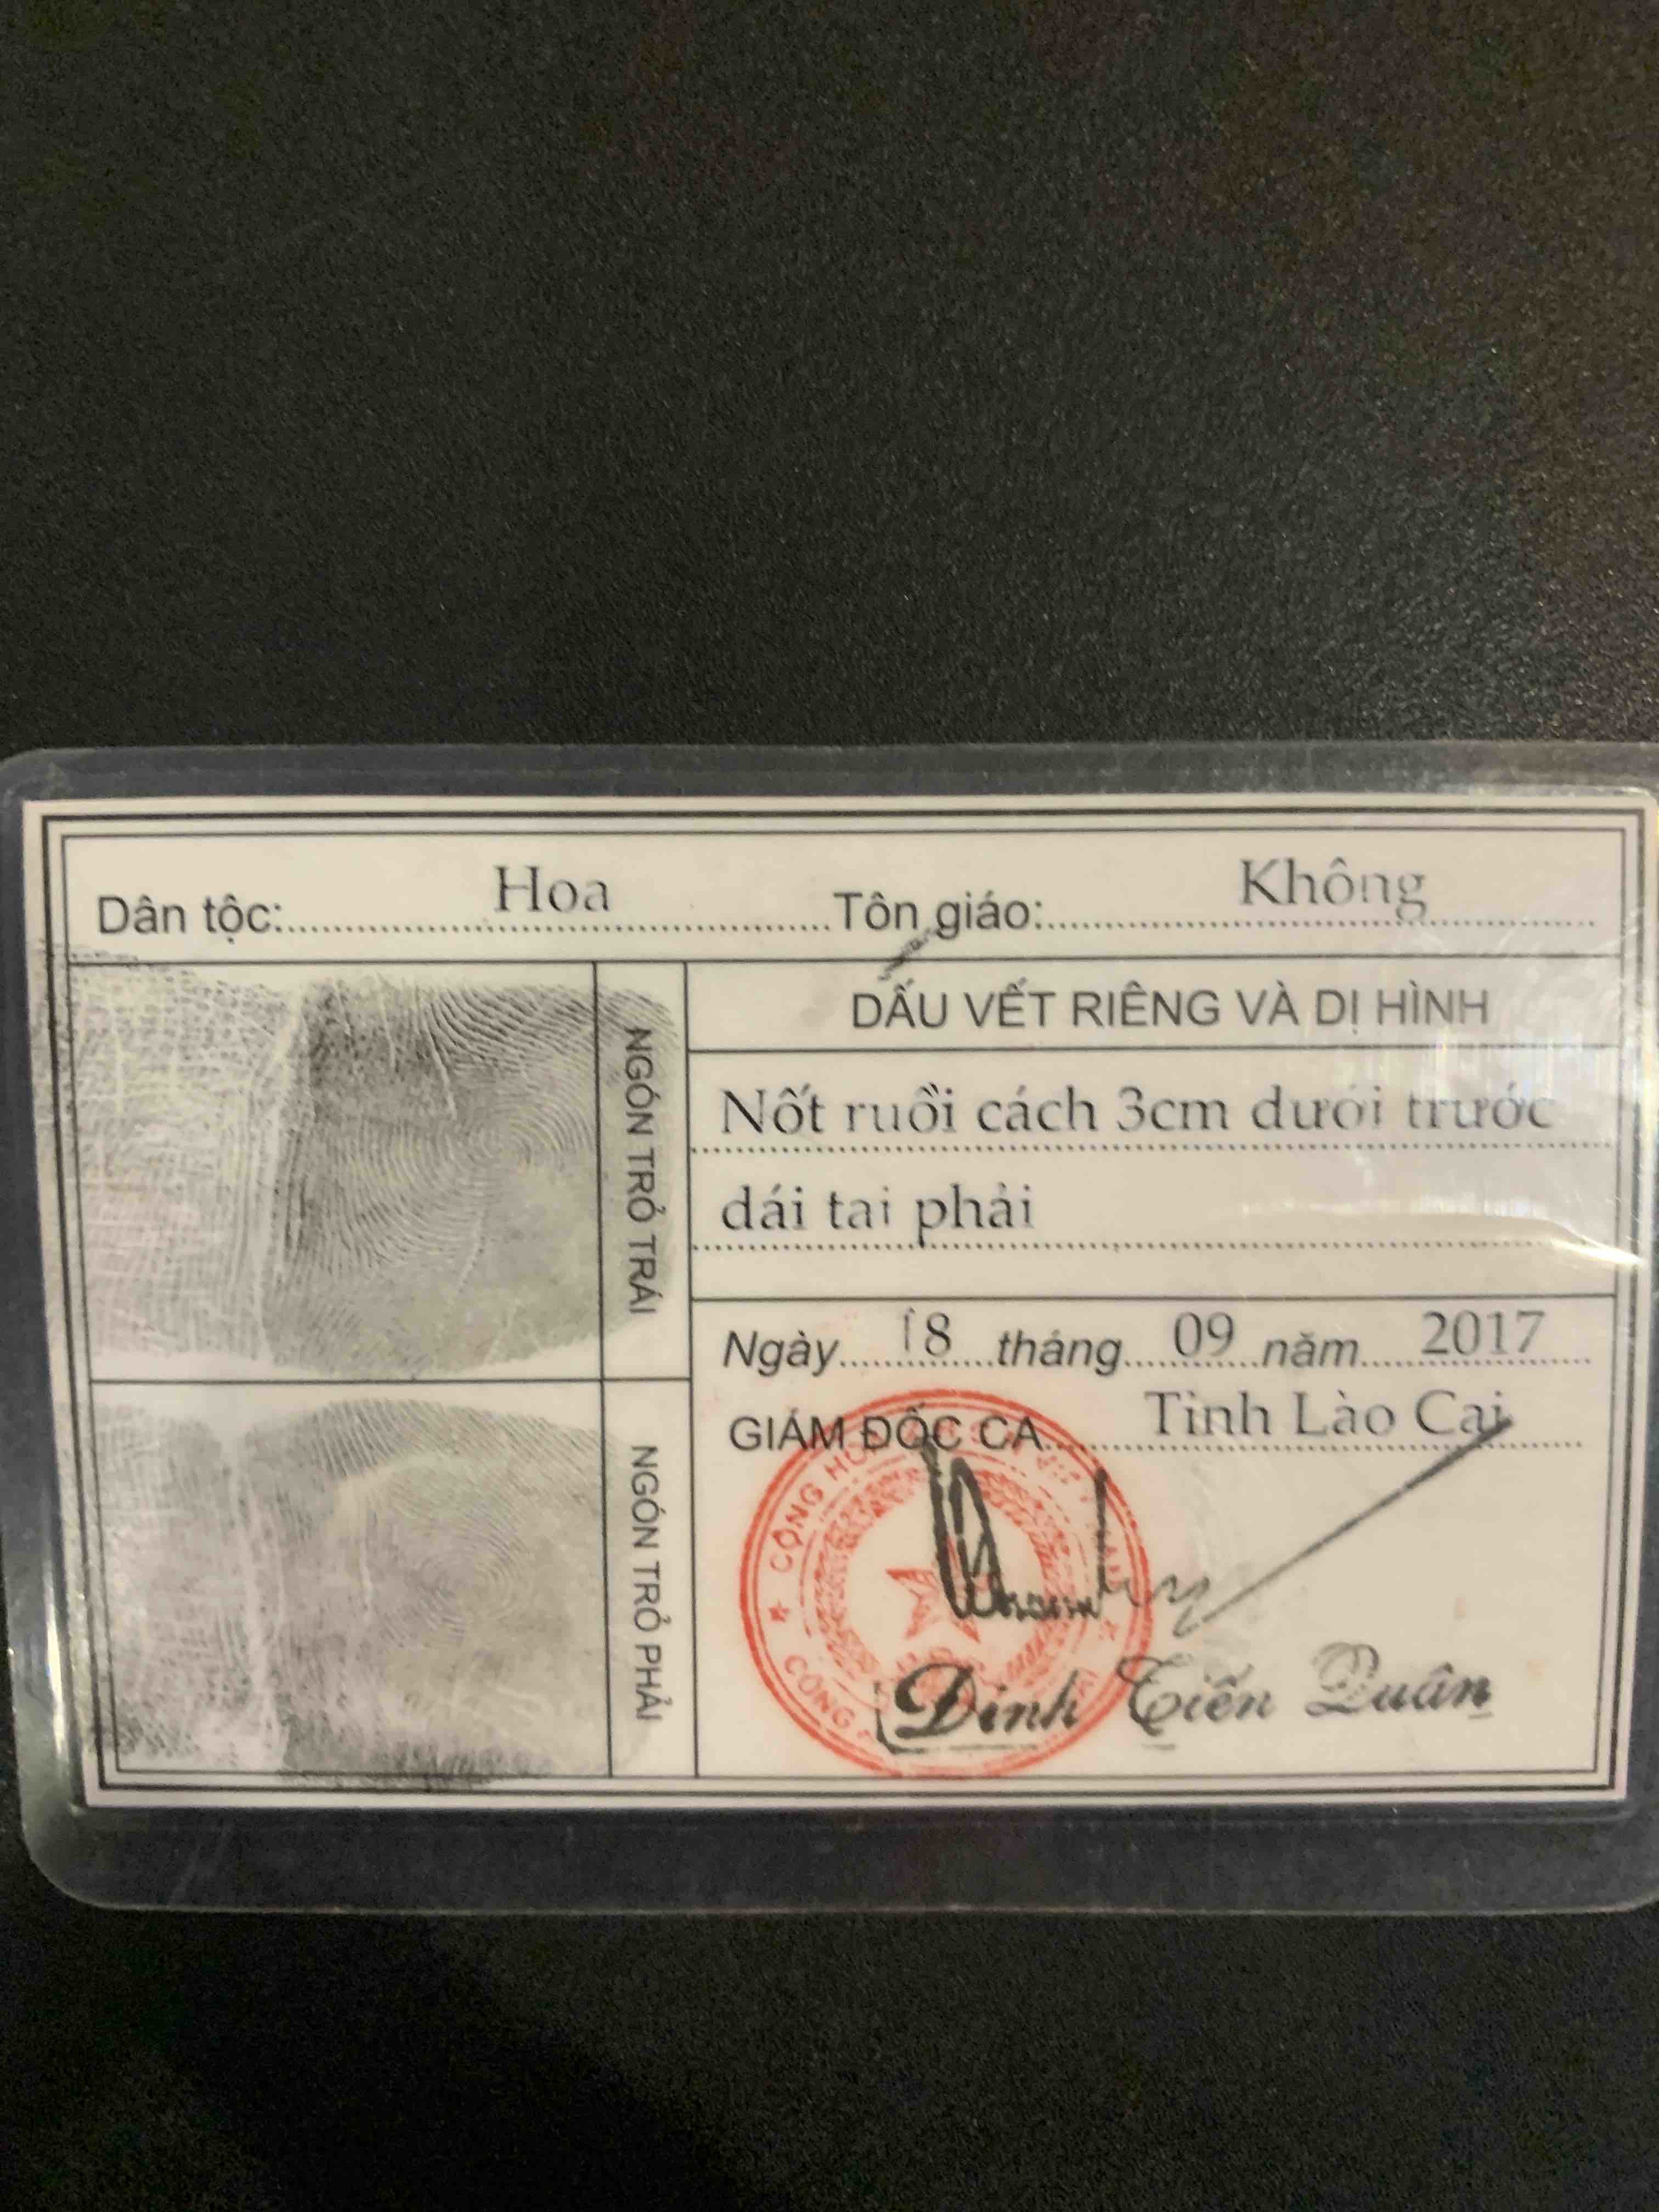 Dân tộc: Hoa Tôn giáo: Không
NGÓN TRỎ TRÁI
DẤU VẾT RIÊNG VÀ DỊ HÌNH
Nốt ruồi cách 3cm dưới trước
dái tai phải
Ngày 18 tháng 09 năm 2017
GIÁM ĐỐC CA Tỉnh Lào Cai
NGÓN TRỎ PHẢI
CỘNG
CÔNG
Đinh Tiến Quân